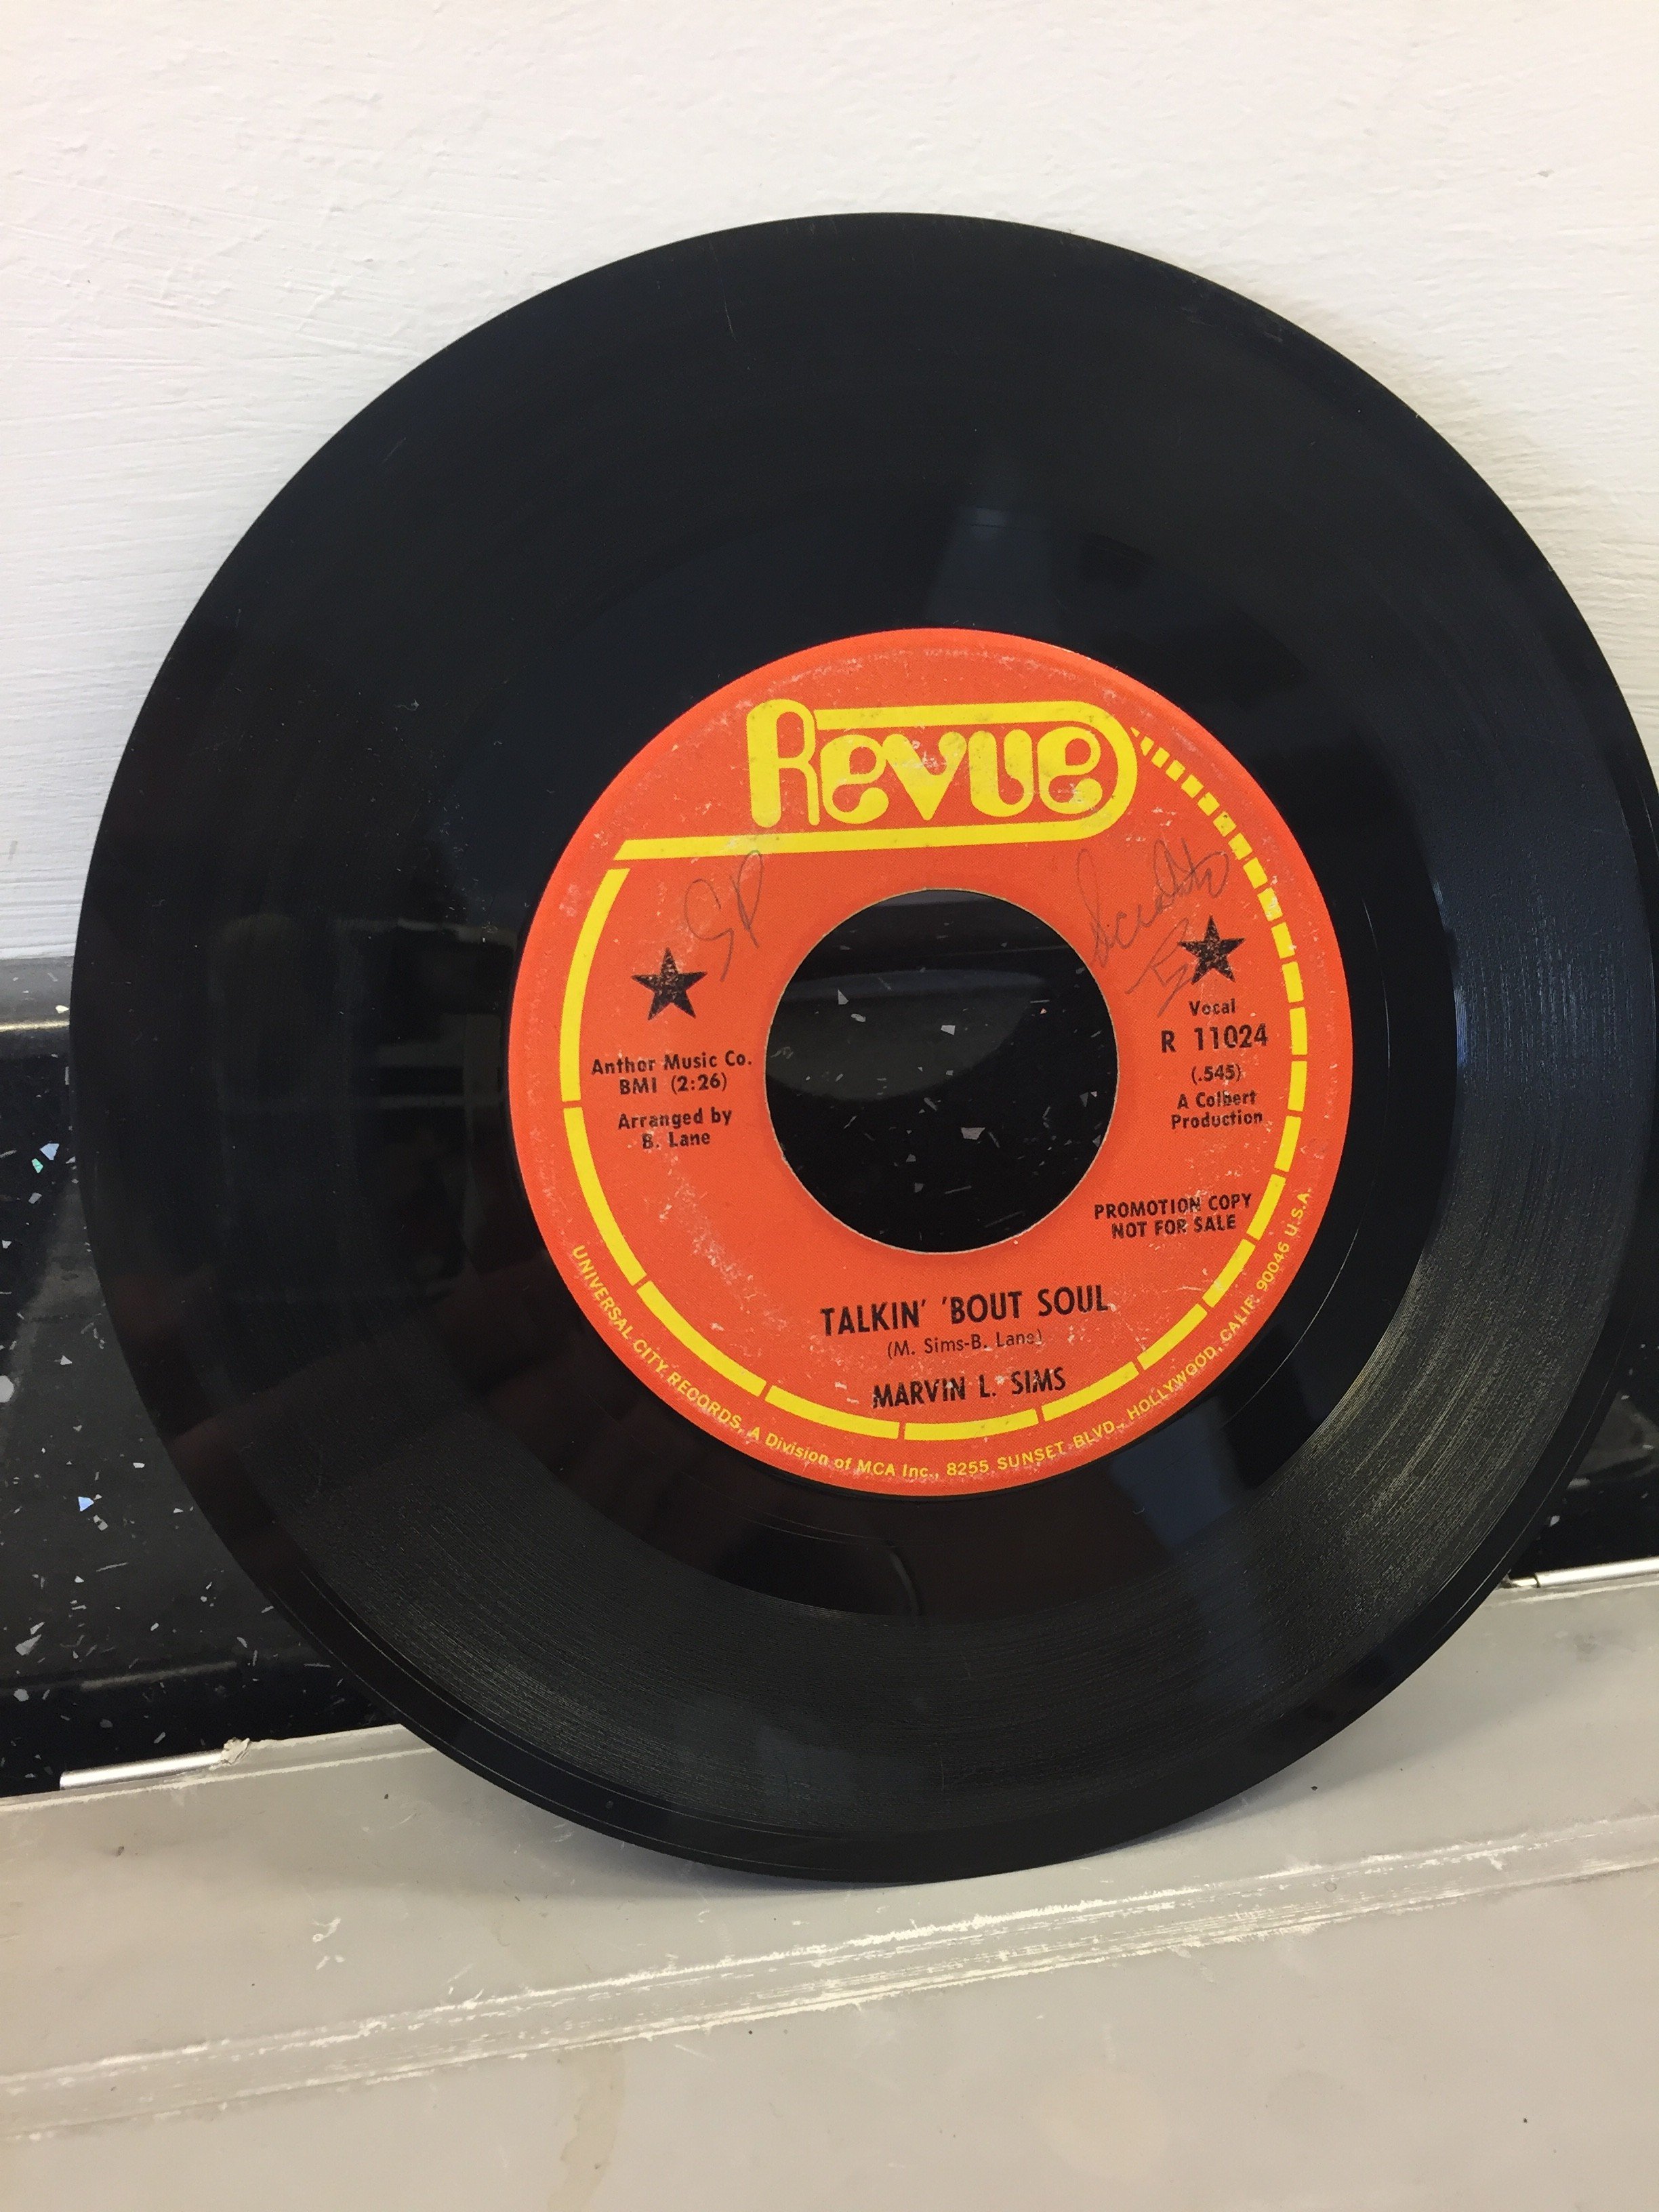 Revue
SP
Anthor Music Co.
BMI (2:26)
Arranged by
B. Lane
Vocal
R 11024
(.545)
A Colbert
Production
PROMOTION COPY
NOT FOR SALE
TALKIN' 'BOUT SOUL
(M. Sims-B. Lane)
MARVIN L. SIMS
UNIVERSAL CITY RECORDS, A Division of MCA Inc., 8255 SUNSET BLVD., HOLLYWOOD, CALIF. 90046 U.S.A.